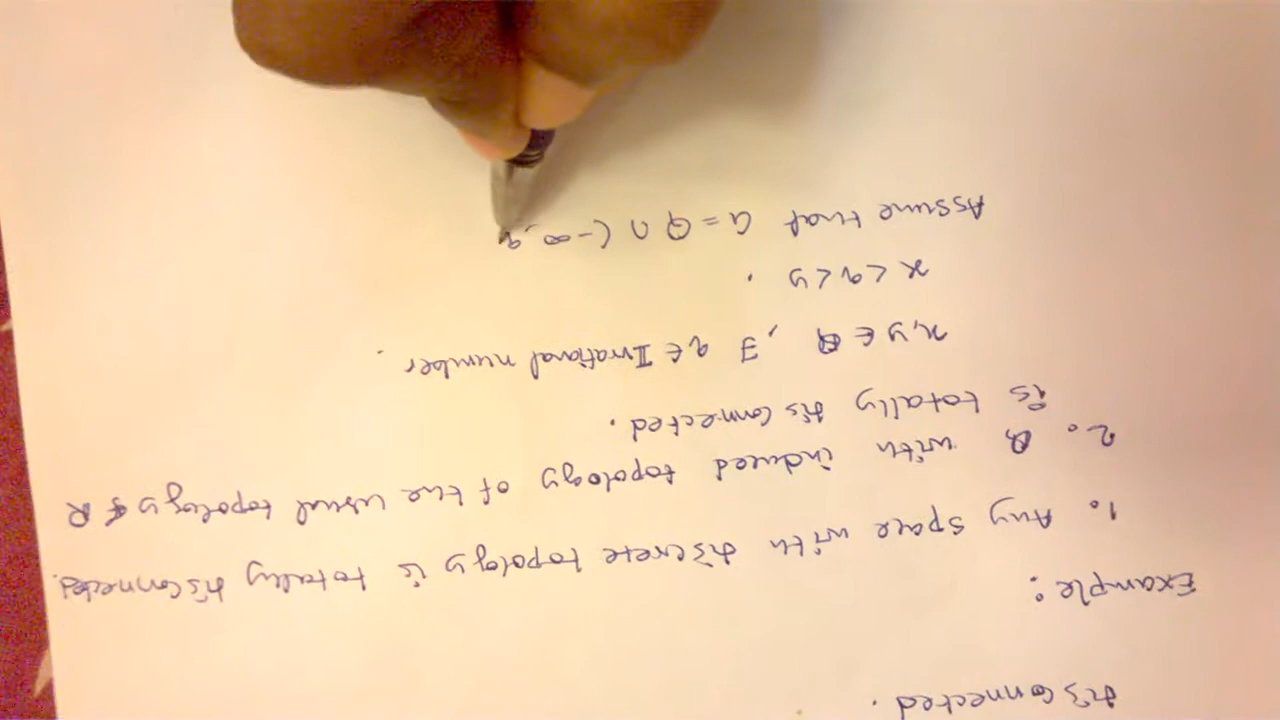 disconnected.
Example:
1. Any space with discrete topology is totally disconnected.
2. Q with induced topology of the usual topology of R
is totally disconnected.
x, y ∈ Q, ∃ q ∈ Irrational number.
x < q < y.
Assume that G = Q ∩ (-∞, q